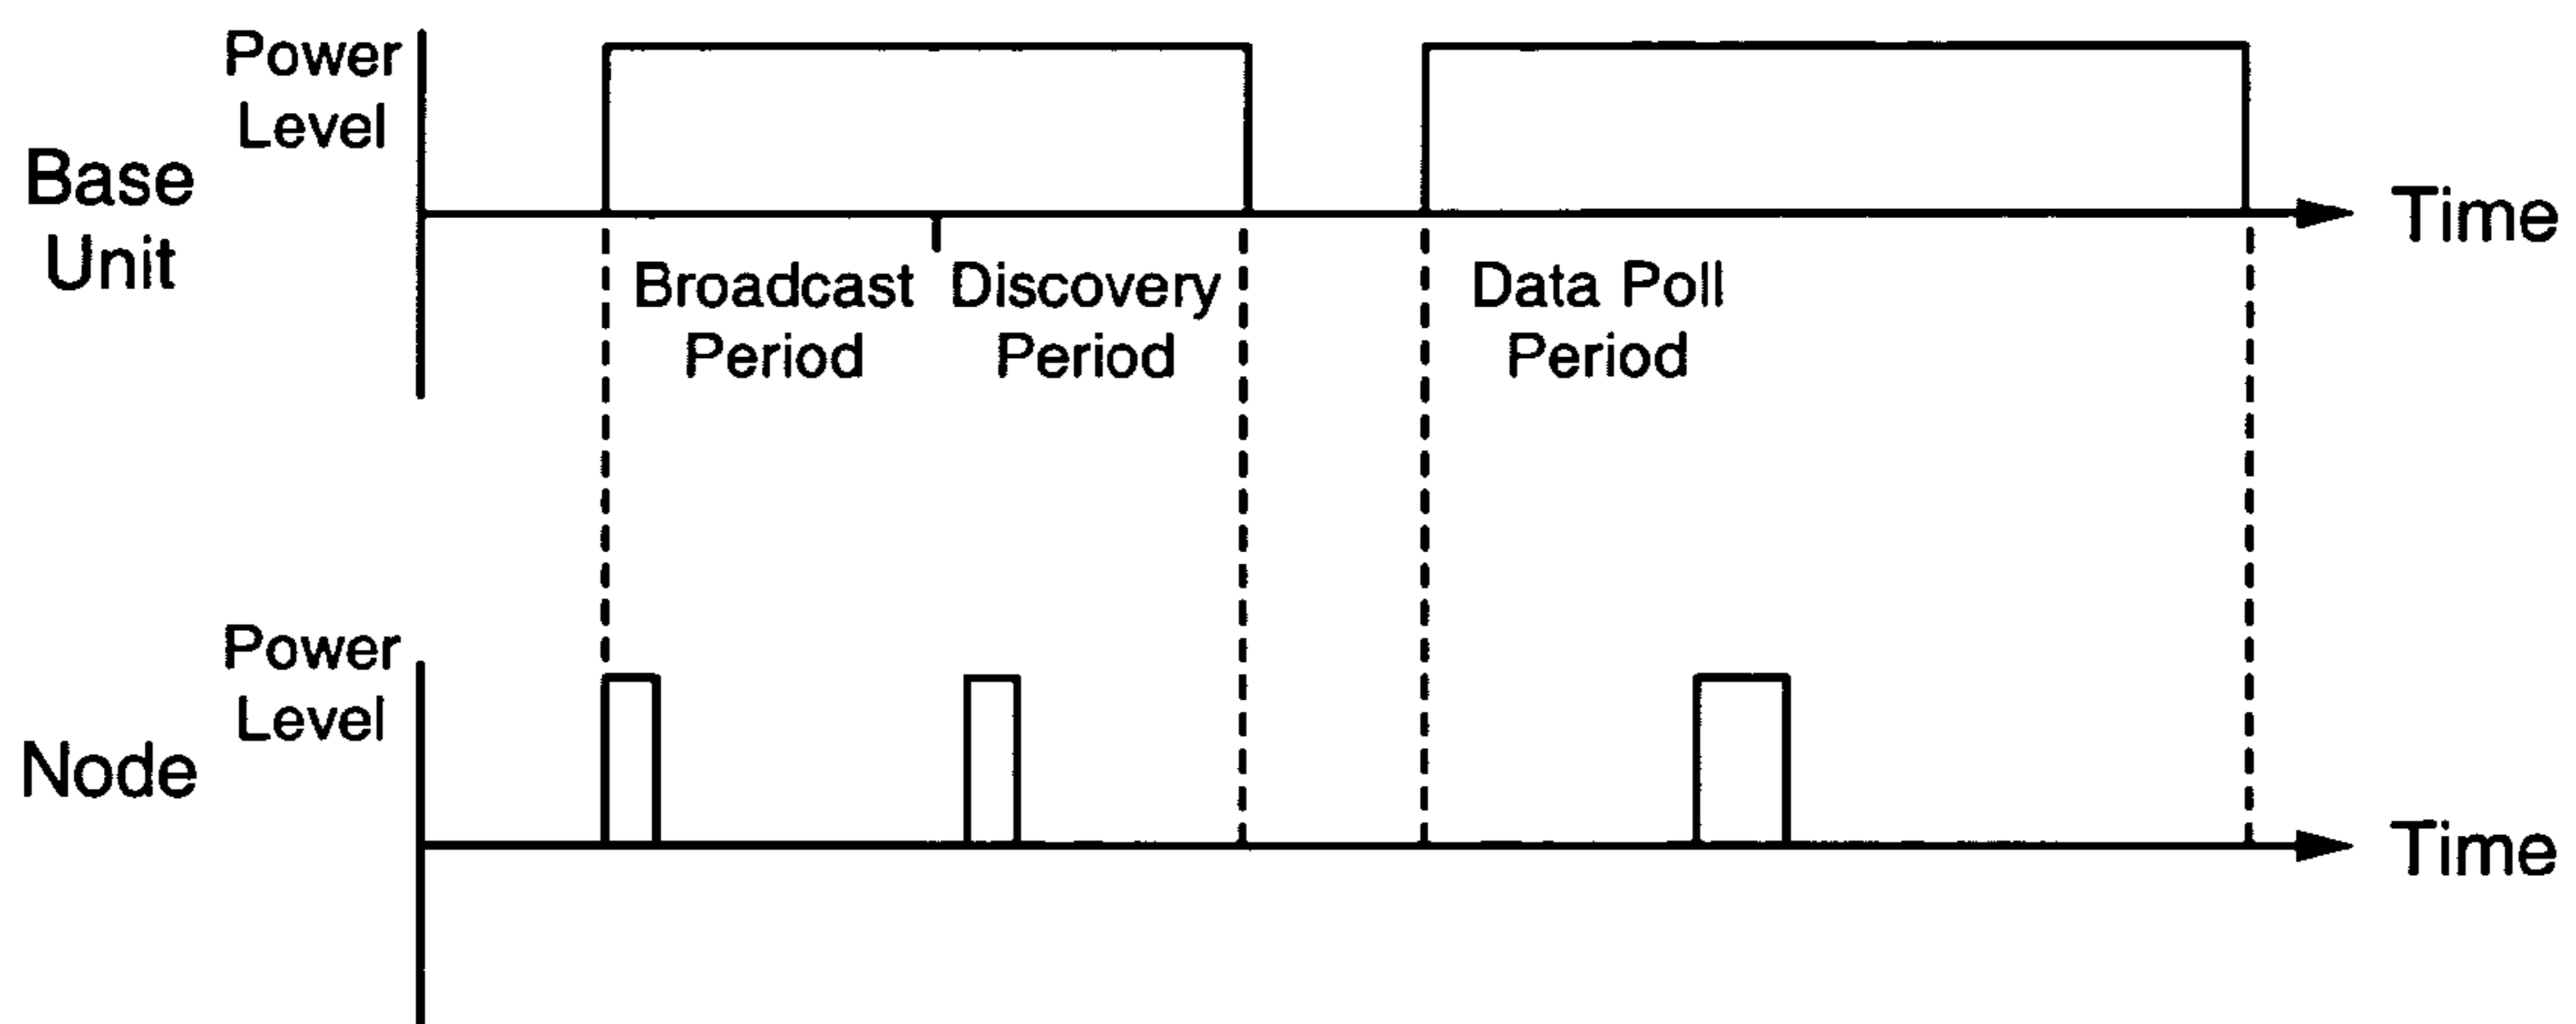 Power
Level
Base
Unit
Time
Broadcast Discovery Data Poll
Period Period Period
Power
Level
Node
Time